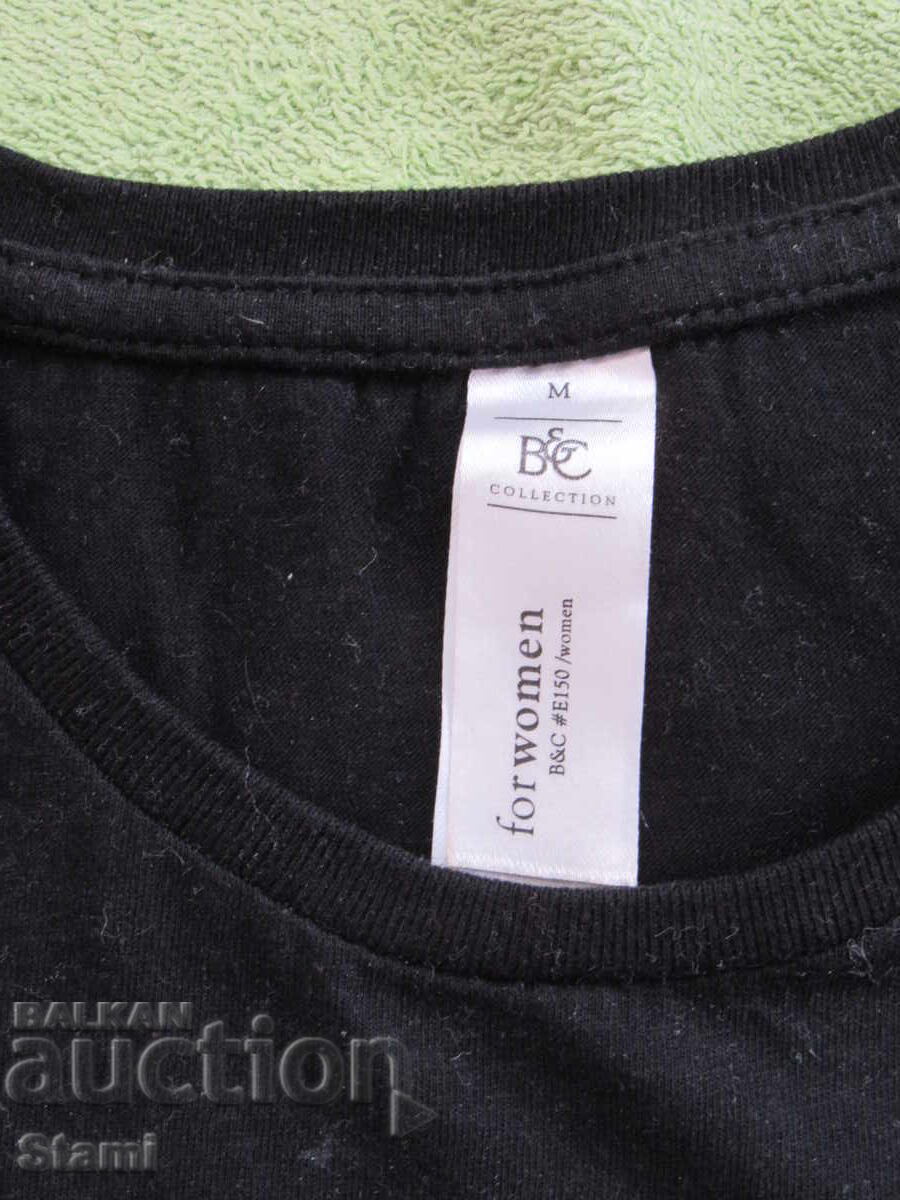 M
B&C
COLLECTION
for women
B&C #E150 /women
BALKAN
auction
Stami